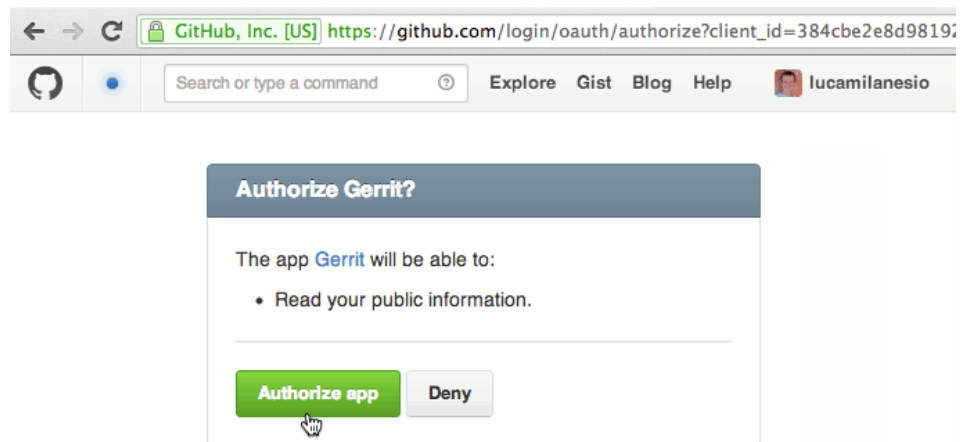 GitHub, Inc. [US] https://github.com/login/oauth/authorize?client_id=384cbe2e8d98192
Search or type a command Explore Gist Blog Help lucamilanesio
Authorize Gerrit?
The app Gerrit will be able to:
• Read your public information.
Authorize app Deny